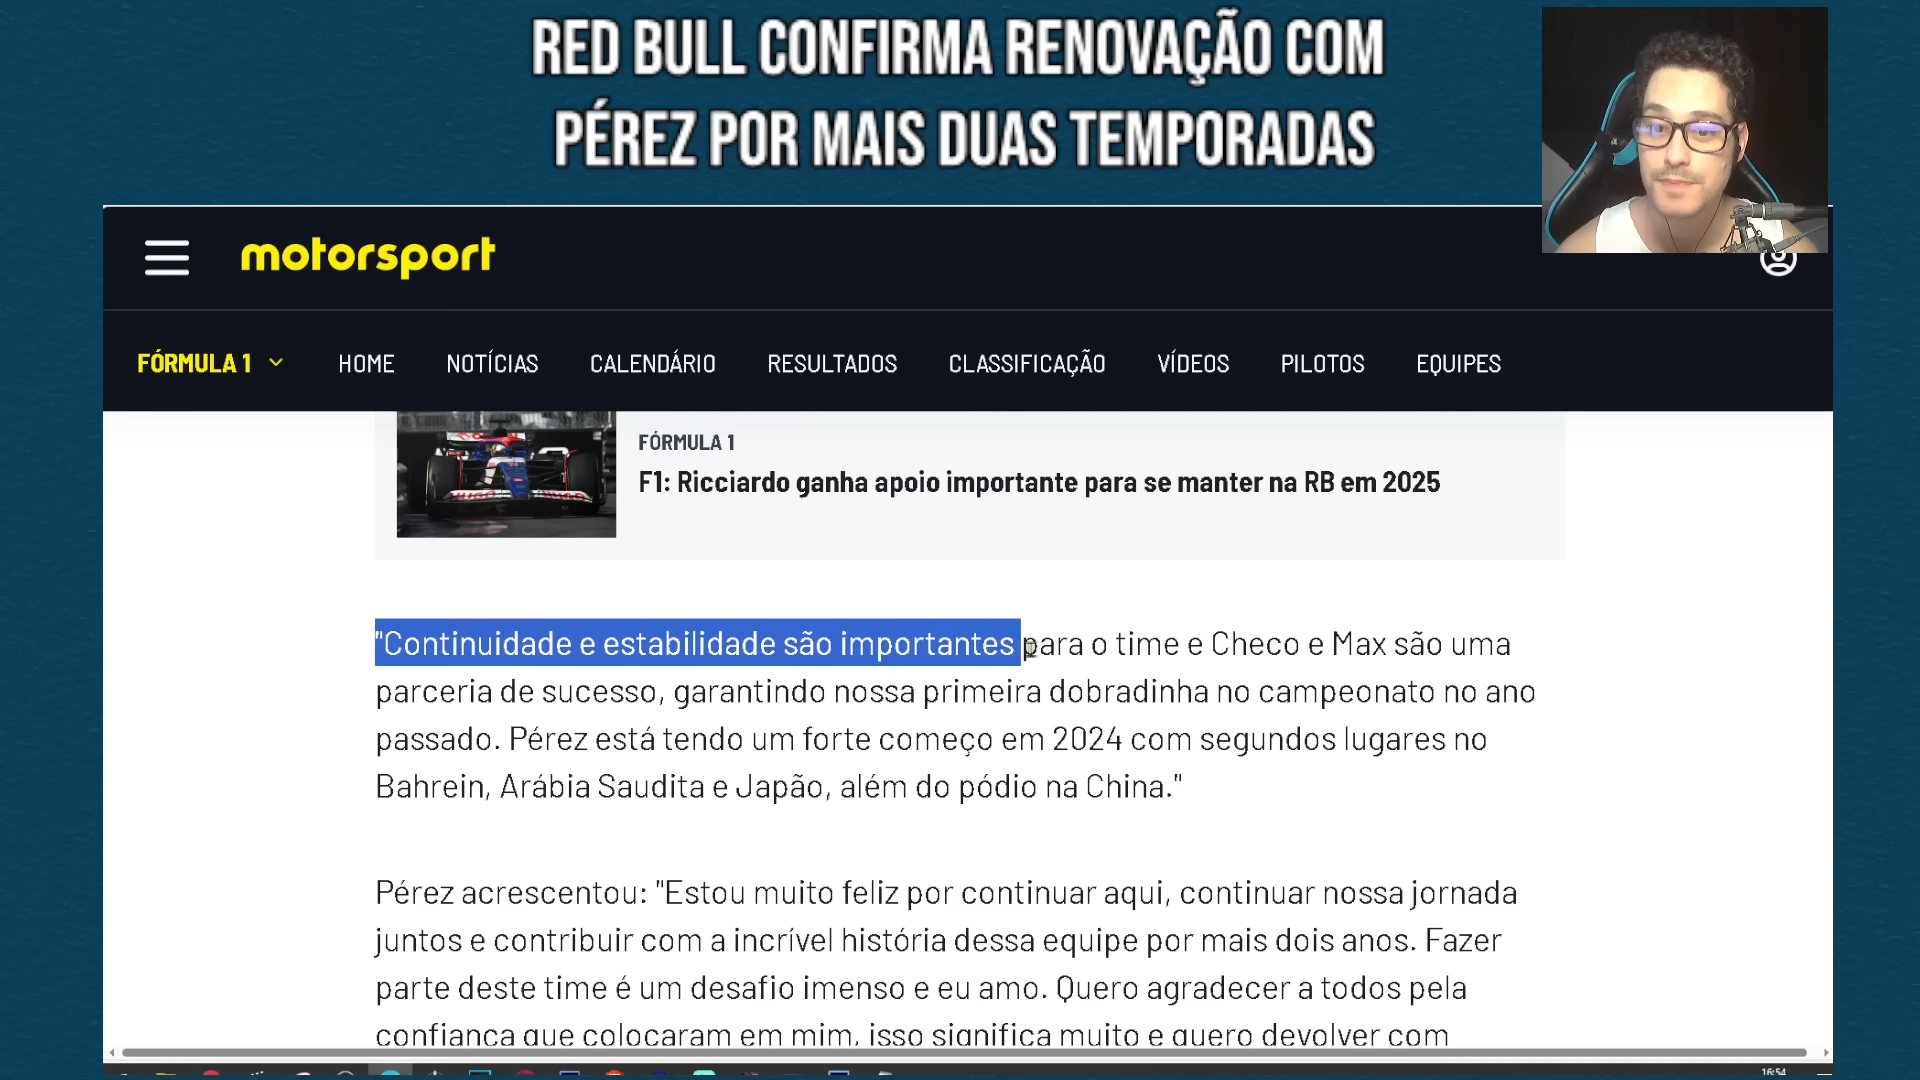 RED BULL CONFIRMA RENOVAÇÃO COM
PÉREZ POR MAIS DUAS TEMPORADAS
motorsport
FÓRMULA 1 HOME NOTÍCIAS CALENDÁRIO RESULTADOS CLASSIFICAÇÃO VÍDEOS PILOTOS EQUIPES
FÓRMULA 1
F1: Ricciardo ganha apoio importante para se manter na RB em 2025
"Continuidade e estabilidade são importantes para o time e Checo e Max são uma
parceria de sucesso, garantindo nossa primeira dobradinha no campeonato no ano
passado. Pérez está tendo um forte começo em 2024 com segundos lugares no
Bahrein, Arábia Saudita e Japão, além do pódio na China."
Pérez acrescentou: "Estou muito feliz por continuar aqui, continuar nossa jornada
juntos e contribuir com a incrível história dessa equipe por mais dois anos. Fazer
parte deste time é um desafio imenso e eu amo. Quero agradecer a todos pela
confiança que colocaram em mim, isso significa muito e quero devolver com
16:54